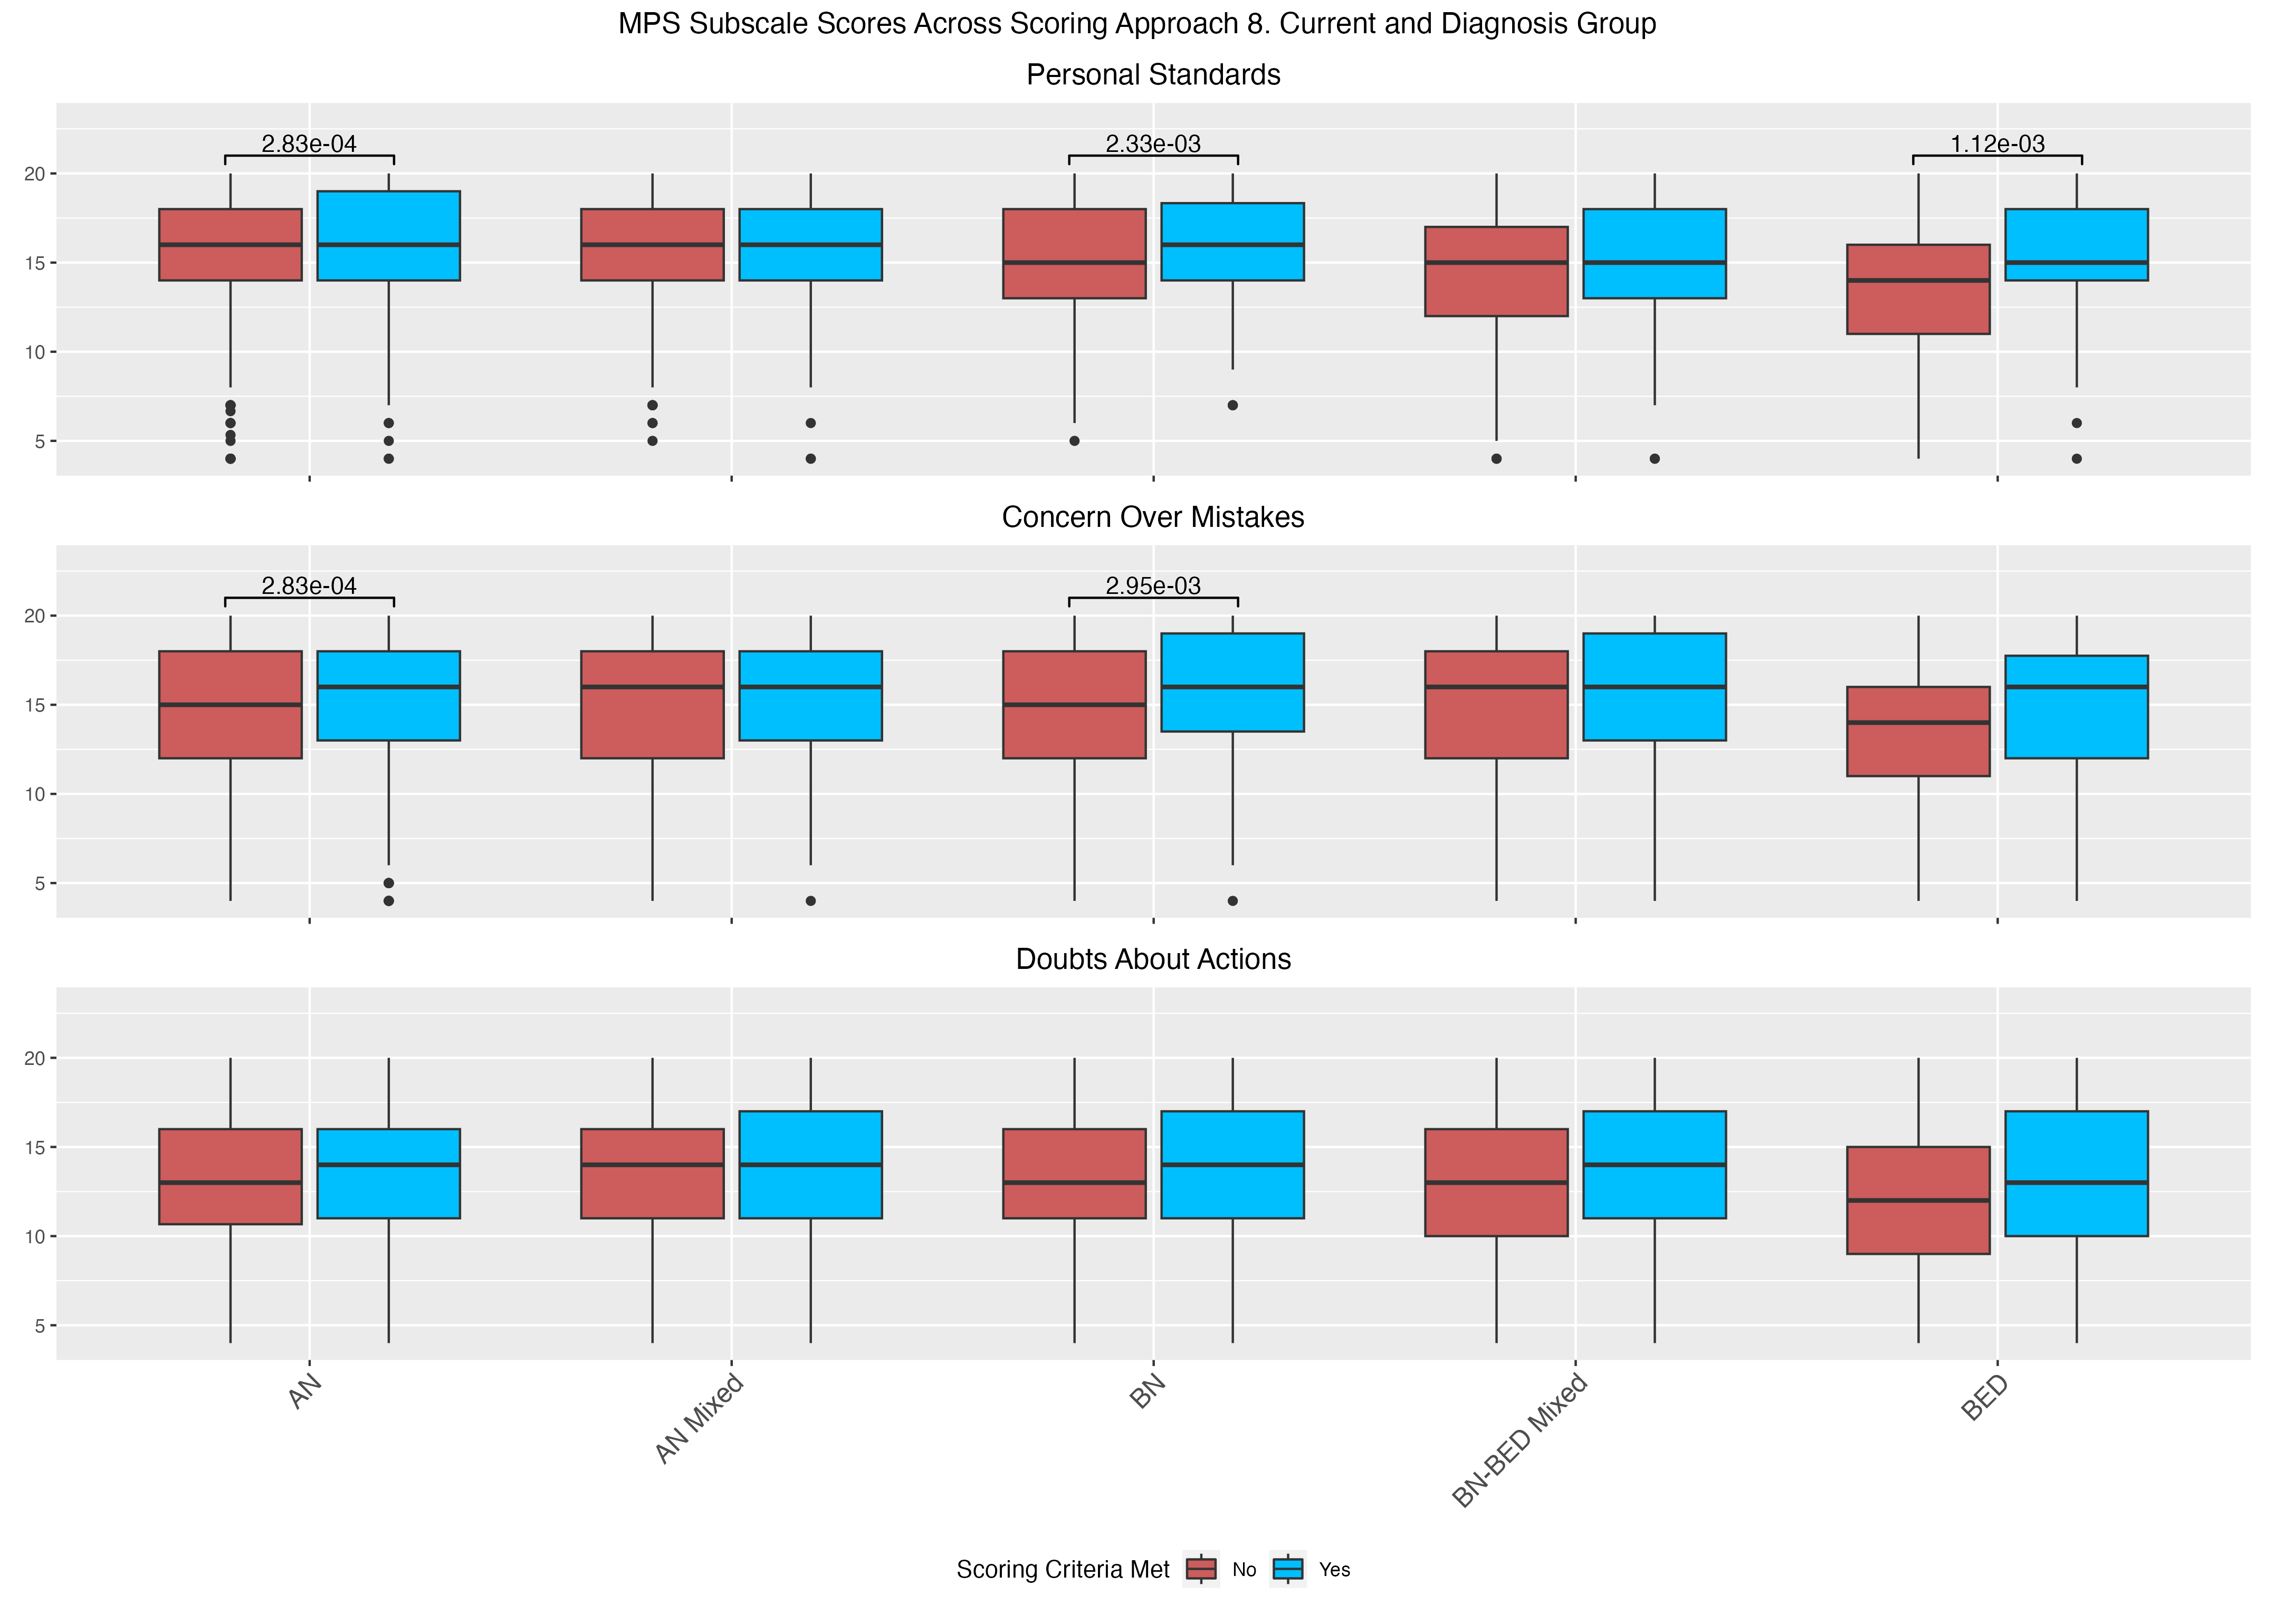 MPS Subscale Scores Across Scoring Approach 8. Current and Diagnosis Group
Personal Standards
2.83e-04 2.33e-03 1.12e-03
20
15
10
5
Concern Over Mistakes
2.83e-04 2.95e-03
20
15
10
5
Doubts About Actions
20
15
10
5
AN AN Mixed BN BN-BED Mixed BED
Scoring Criteria Met No Yes